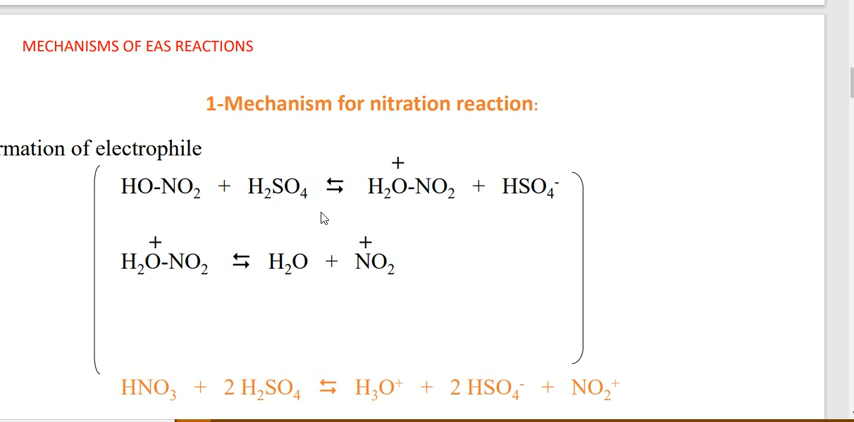 MECHANISMS OF EAS REACTIONS
1-Mechanism for nitration reaction:
rmation of electrophile
+
HO-NO₂ + H₂SO₄ ⇆ H₂O-NO₂ + HSO₄⁻
+ +
H₂O-NO₂ ⇆ H₂O + NO₂
HNO₃ + 2 H₂SO₄ ⇆ H₃O⁺ + 2 HSO₄⁻ + NO₂⁺